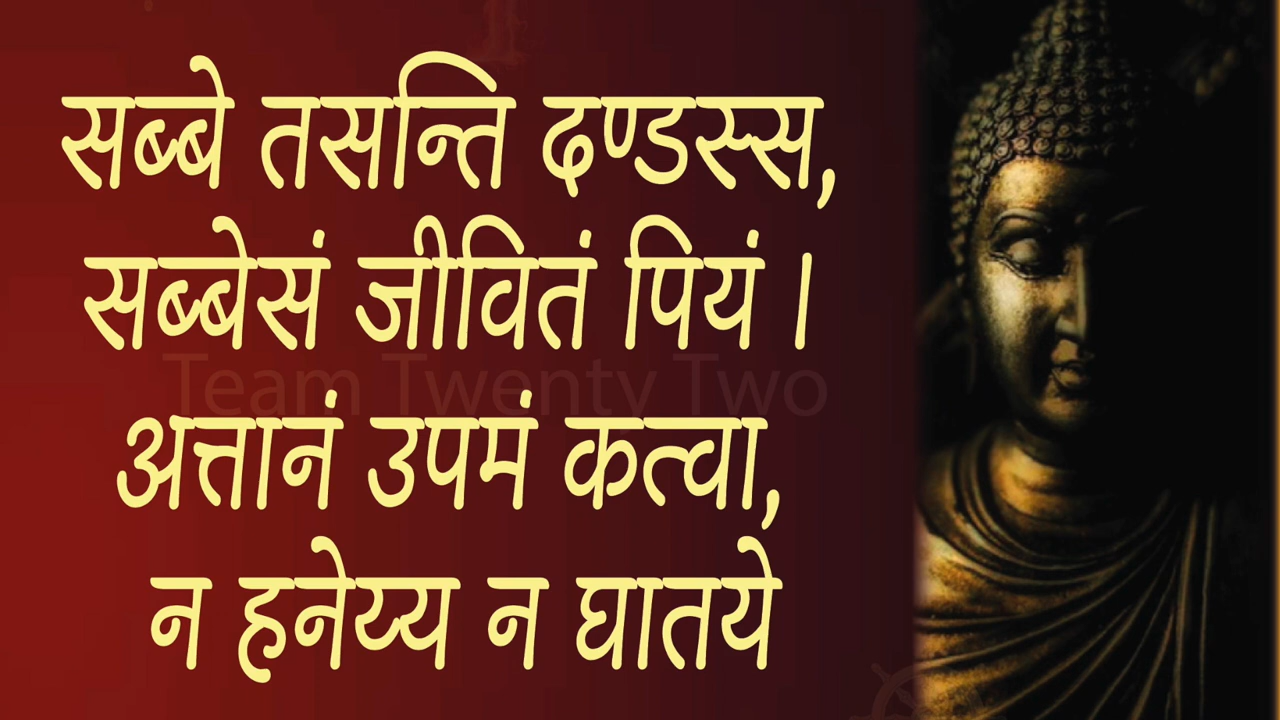 सब्बे तसन्ति दण्डस्स,
सब्बेसं जीवितं पियं ।
Team Twenty Two
अत्तानं उपमं कत्वा,
न हनेय्य न घातये